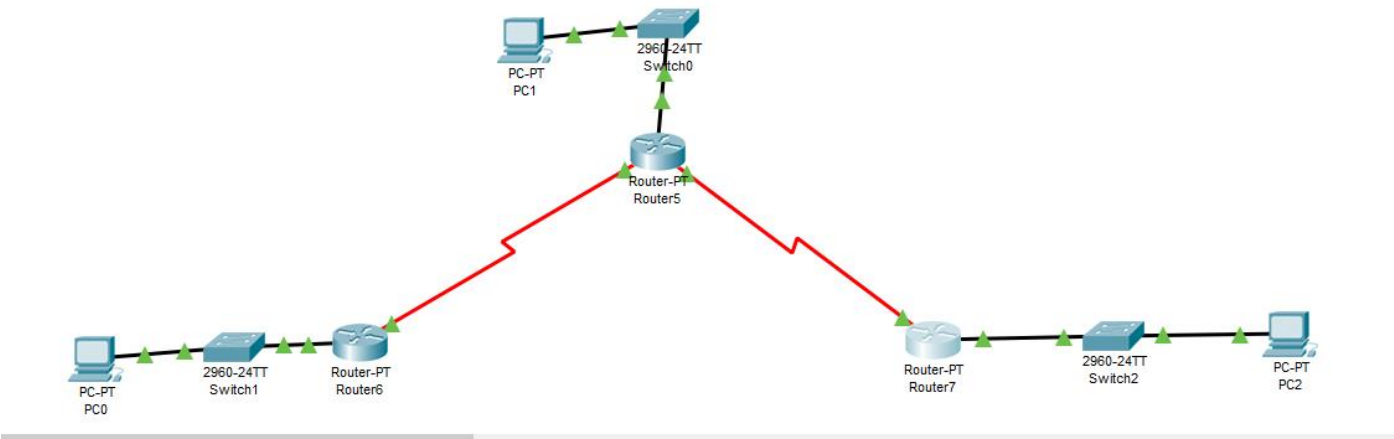 2960-24TT
Switch0
PC-PT
PC1
Router-PT
Router5
2960-24TT
Switch1
Router-PT
Router6
PC-PT
PC0
Router-PT
Router7
2960-24TT
Switch2
PC-PT
PC2